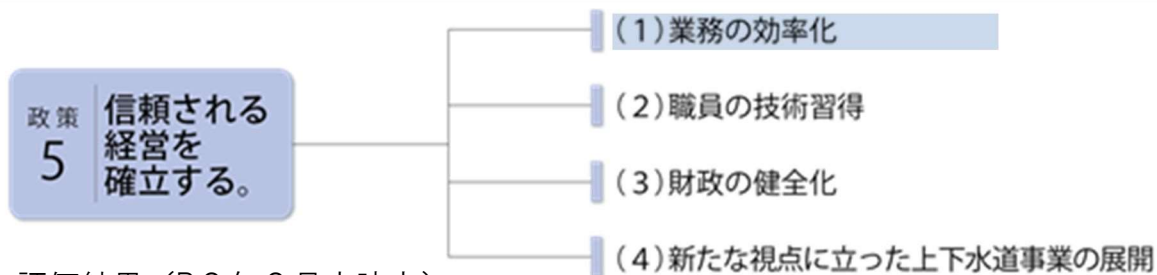 (1)業務の効率化
政策
5
信頼される
経営を
確立する。
(2)職員の技術習得
(3)財政の健全化
(4)新たな視点に立った上下水道事業の展開